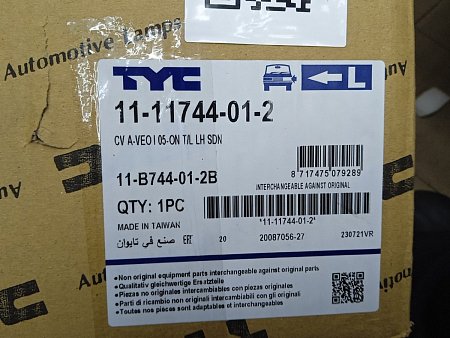 Automotive Lamps
TYC
L
11-11744-01-2
CV A-VEO I 05-ON T/L LH SDN
11-B744-01-2B
8 717475 079289
INTERCHANGEABLE AGAINST ORIGINAL
QTY: 1PC
MADE IN TAIWAN
*11-11744-01-2*
صنع في تايوان
20
20087056-27
230721VR
•Non original equipment parts interchangeable against original parts
•Qualitativ gleichwertige Ersatzteile
•Piezas no originales intercambiables con piezas originales
•Parti di ricambio non originali intercambiabili con gli originali
•Toutes nos pièces sont adaptables et interchangeables
Automotive